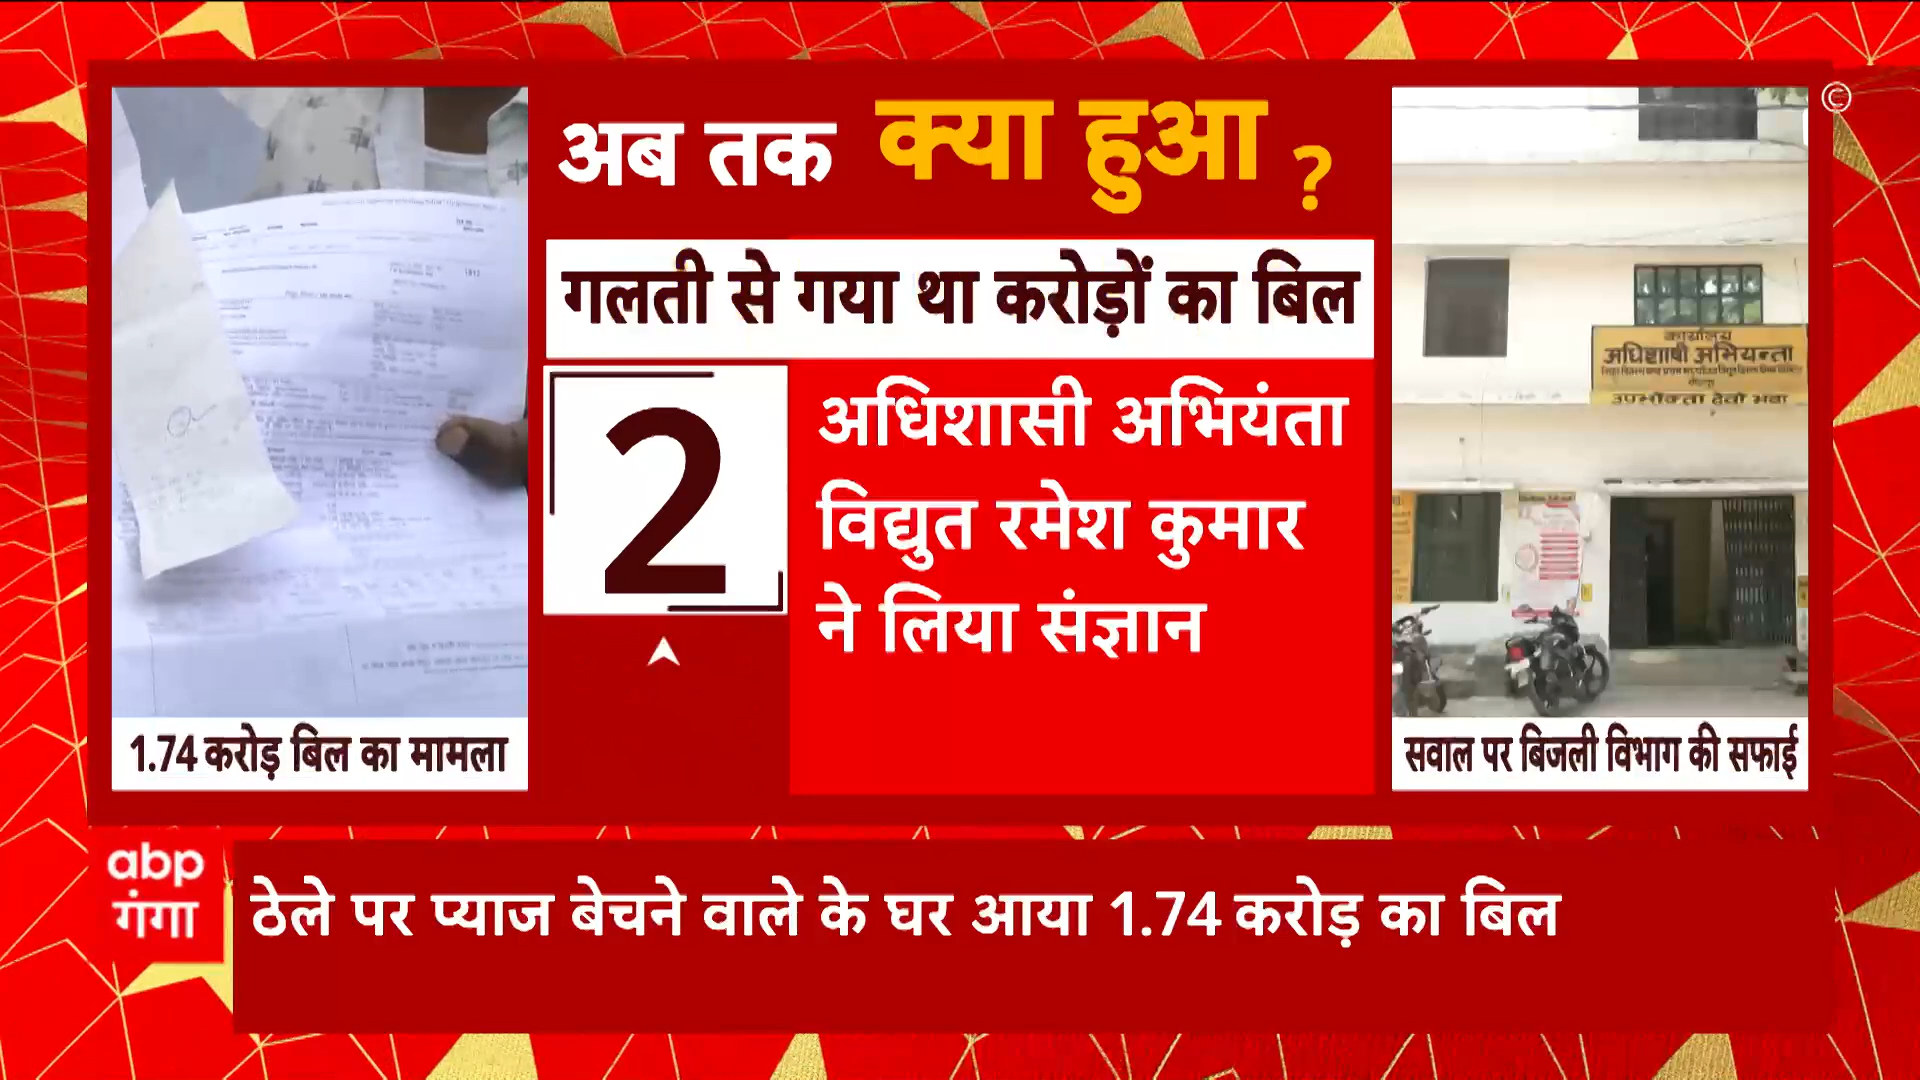 अब तक क्या हुआ ?
गलती से गया था करोड़ों का बिल
2
अधिशासी अभियंता
विद्युत रमेश कुमार
ने लिया संज्ञान
1.74 करोड़ बिल का मामला
कार्यालय
अधिशाषी अभियन्ता
उपभोक्ता देवो भवः
सवाल पर बिजली विभाग की सफाई
abp
गंगा
ठेले पर प्याज बेचने वाले के घर आया 1.74 करोड़ का बिल